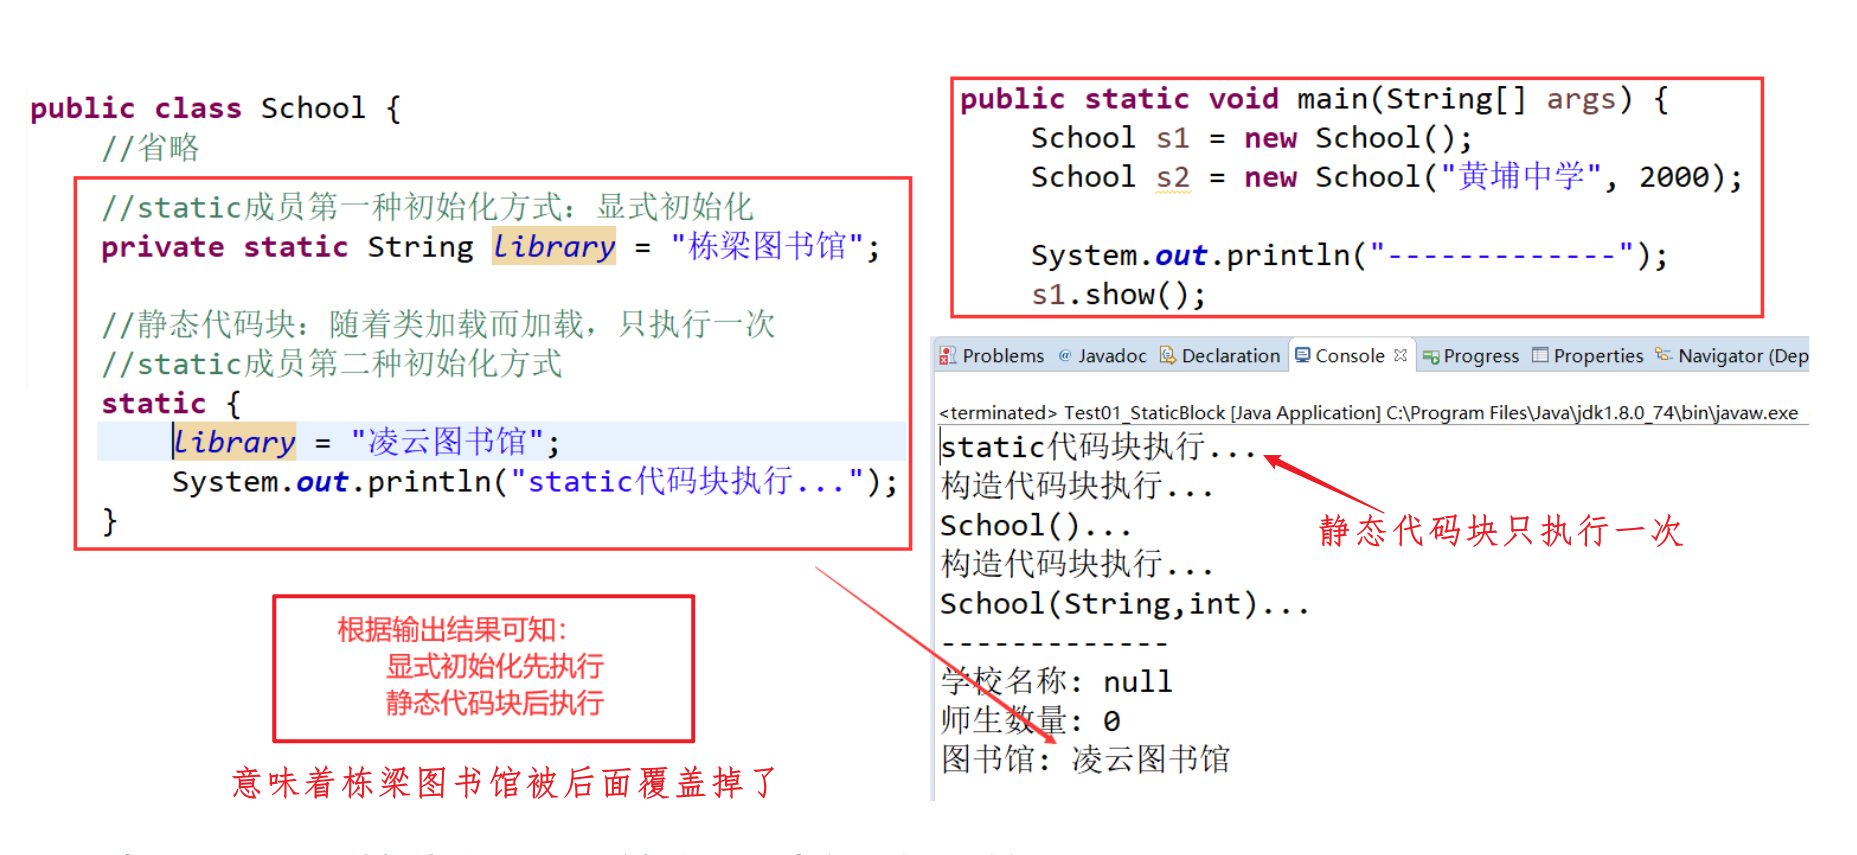 public class School {
//省略
//static成员第一种初始化方式：显式初始化
private static String library = "栋梁图书馆";
//静态代码块：随着类加载而加载，只执行一次
//static成员第二种初始化方式
static {
library = "凌云图书馆";
System.out.println("static代码块执行...");
}
根据输出结果可知：
显式初始化先执行
静态代码块后执行
意味着栋梁图书馆被后面覆盖掉了
public static void main(String[] args) {
School s1 = new School();
School s2 = new School("黄埔中学", 2000);
System.out.println("-------------");
s1.show();
Problems @ Javadoc Declaration Console Progress Properties Navigator (Dep
<terminated> Test01_StaticBlock [Java Application] C:\Program Files\Java\jdk1.8.0_74\bin\javaw.exe
static代码块执行...
构造代码块执行...
School()...
构造代码块执行...
School(String,int)...
-------------
学校名称: null
师生数量: 0
图书馆: 凌云图书馆
静态代码块只执行一次